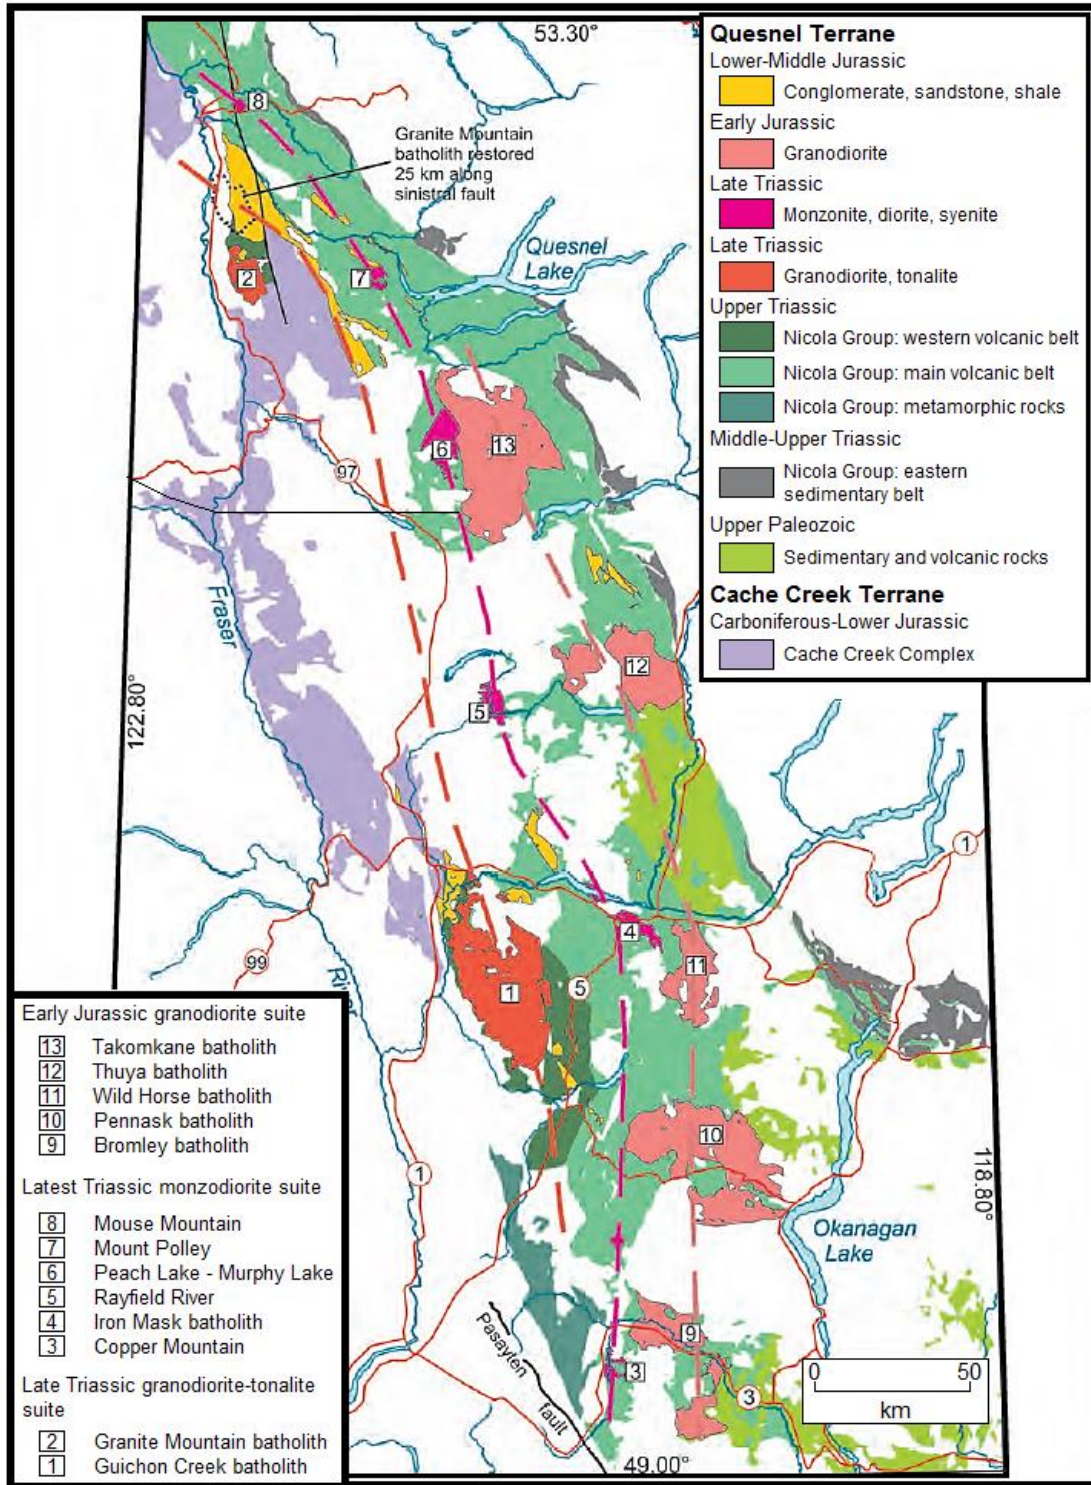 53.30°
8
Granite Mountain
batholith restored
25 km along
sinistral fault
Quesnel
Lake
2
7
6
13
97
Fraser
12
122.80°
5
1
4
99
11
1
5
River
10
1
118.80°
Okanagan
Lake
Pasayten
fault
9
3
3
0 50
km
49.00°
Quesnel Terrane
Lower-Middle Jurassic
Conglomerate, sandstone, shale
Early Jurassic
Granodiorite
Late Triassic
Monzonite, diorite, syenite
Late Triassic
Granodiorite, tonalite
Upper Triassic
Nicola Group: western volcanic belt
Nicola Group: main volcanic belt
Nicola Group: metamorphic rocks
Middle-Upper Triassic
Nicola Group: eastern
sedimentary belt
Upper Paleozoic
Sedimentary and volcanic rocks
Cache Creek Terrane
Carboniferous-Lower Jurassic
Cache Creek Complex
Early Jurassic granodiorite suite
13 Takomkane batholith
12 Thuya batholith
11 Wild Horse batholith
10 Pennask batholith
9 Bromley batholith
Latest Triassic monzodiorite suite
8 Mouse Mountain
7 Mount Polley
6 Peach Lake - Murphy Lake
5 Rayfield River
4 Iron Mask batholith
3 Copper Mountain
Late Triassic granodiorite-tonalite
suite
2 Granite Mountain batholith
1 Guichon Creek batholith